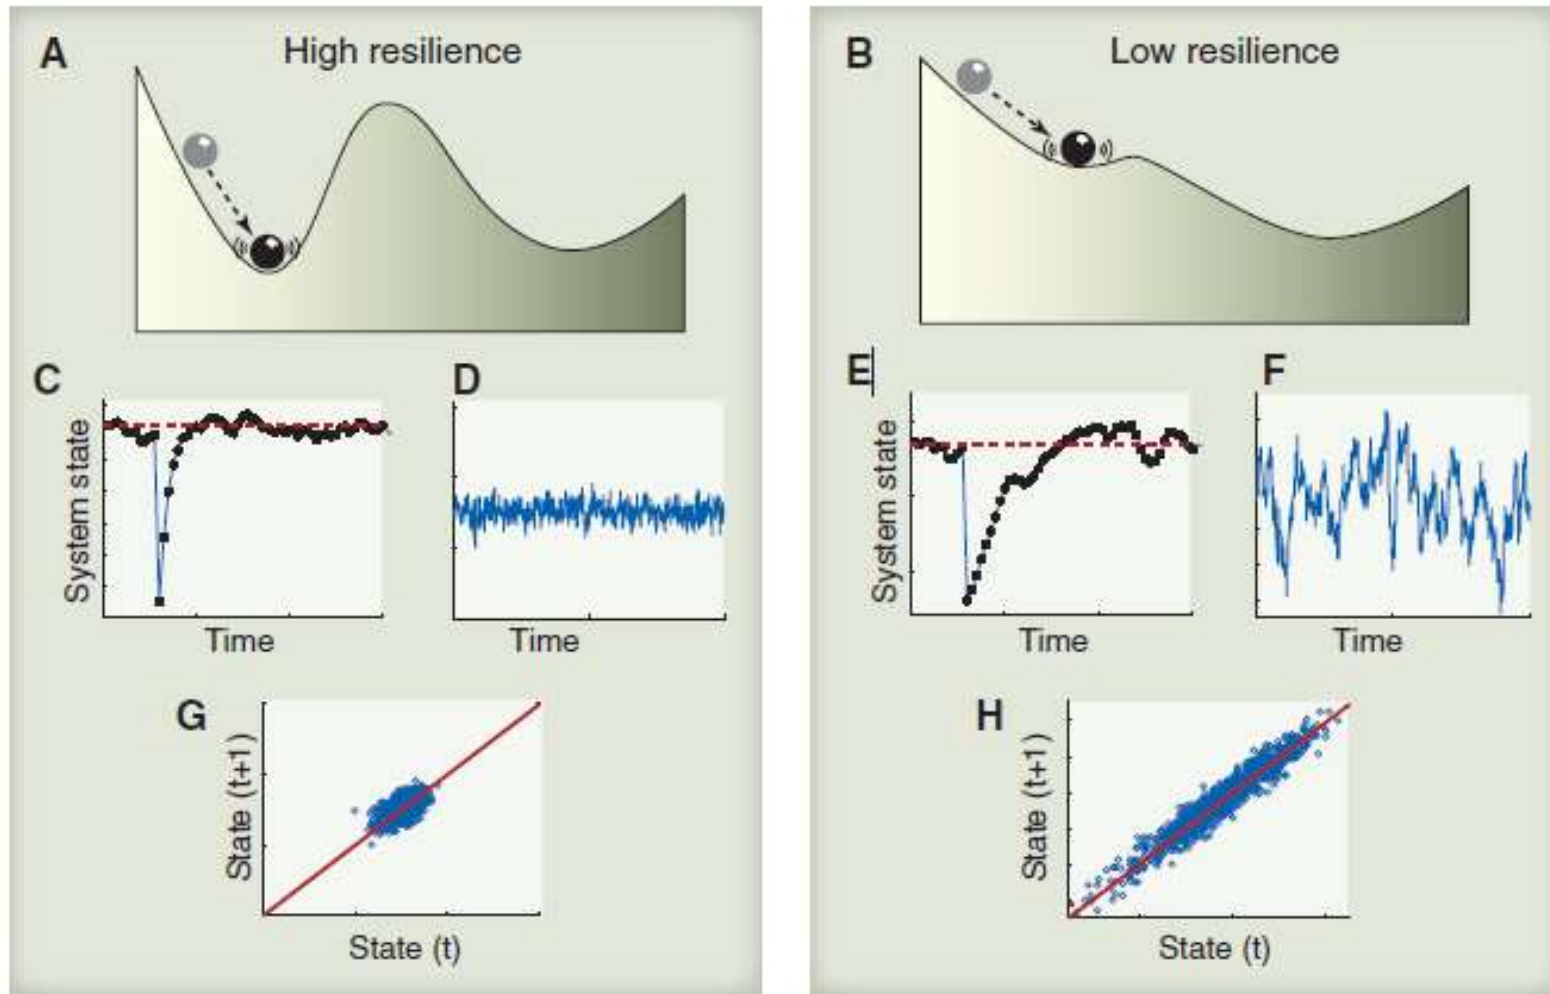 A
High resilience
B
Low resilience
C
System state
Time
D
Time
E
System state
Time
F
Time
G
State (t+1)
State (t)
H
State (t+1)
State (t)